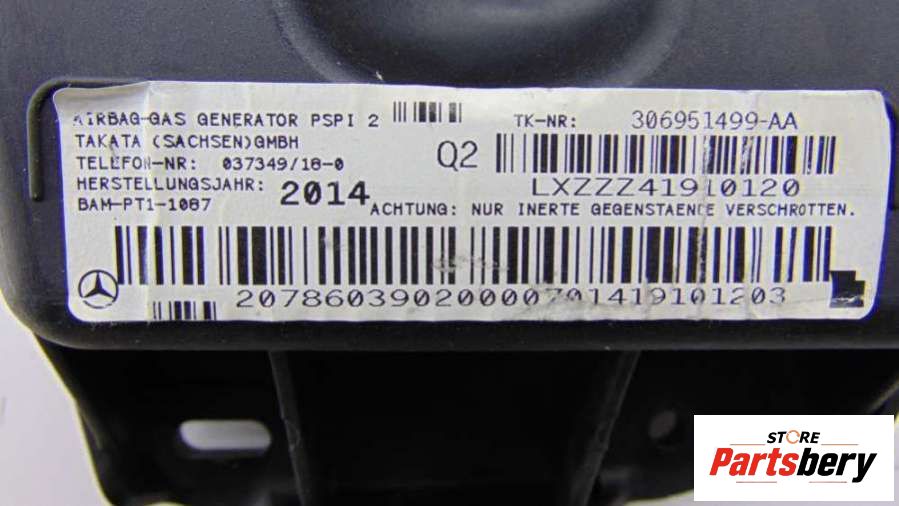 AIRBAG-GAS GENERATOR PSPI 2
TAKATA (SACHSEN)GMBH
TELEFON-NR: 037349/18-0
HERSTELLUNGSJAHR: 2014
BAM-PT1-1087
Q2
TK-NR: 306951499-AA
LXZZZ41910120
ACHTUNG: NUR INERTE GEGENSTAENDE VERSCHROTTEN.
20786039020000701419101203
STORE
Partsbery